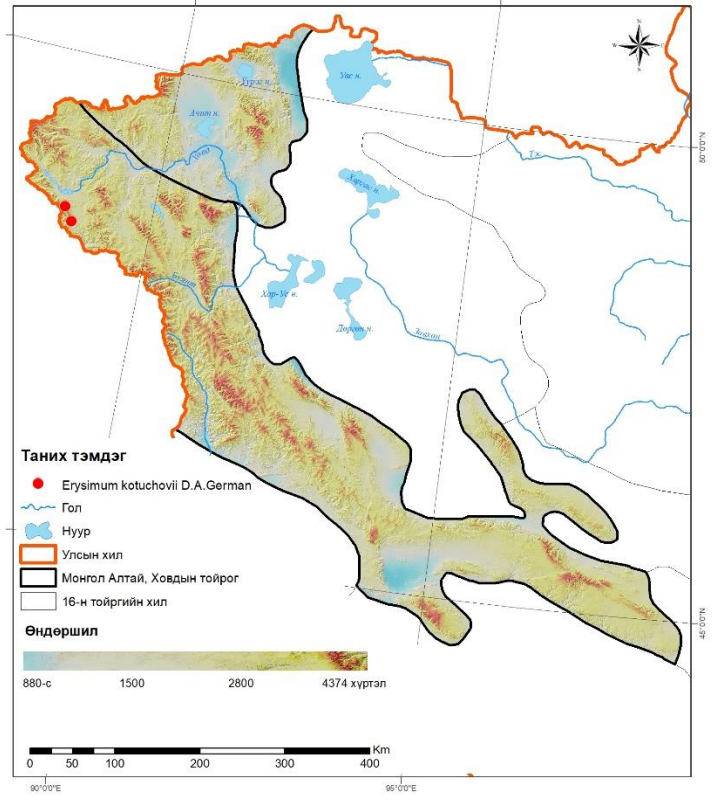 N
W E
S
Увс н.
Үүрэг н.
Ачит н.
Ховд
Тэс
50°0'0"N
Хяргас н.
Буянт
Хар-Ус н.
Дөргөн н.
Завхан
Таних тэмдэг
Erysimum kotuchovii D.A.German
Гол
Нуур
Улсын хил
Монгол Алтай, Ховдын тойрог
16-н тойргийн хил
Өндөршил
880-с 1500 2800 4374 хүртэл
45°0'0"N
Km
0 50 100 200 300 400
90°0'0"E 95°0'0"E